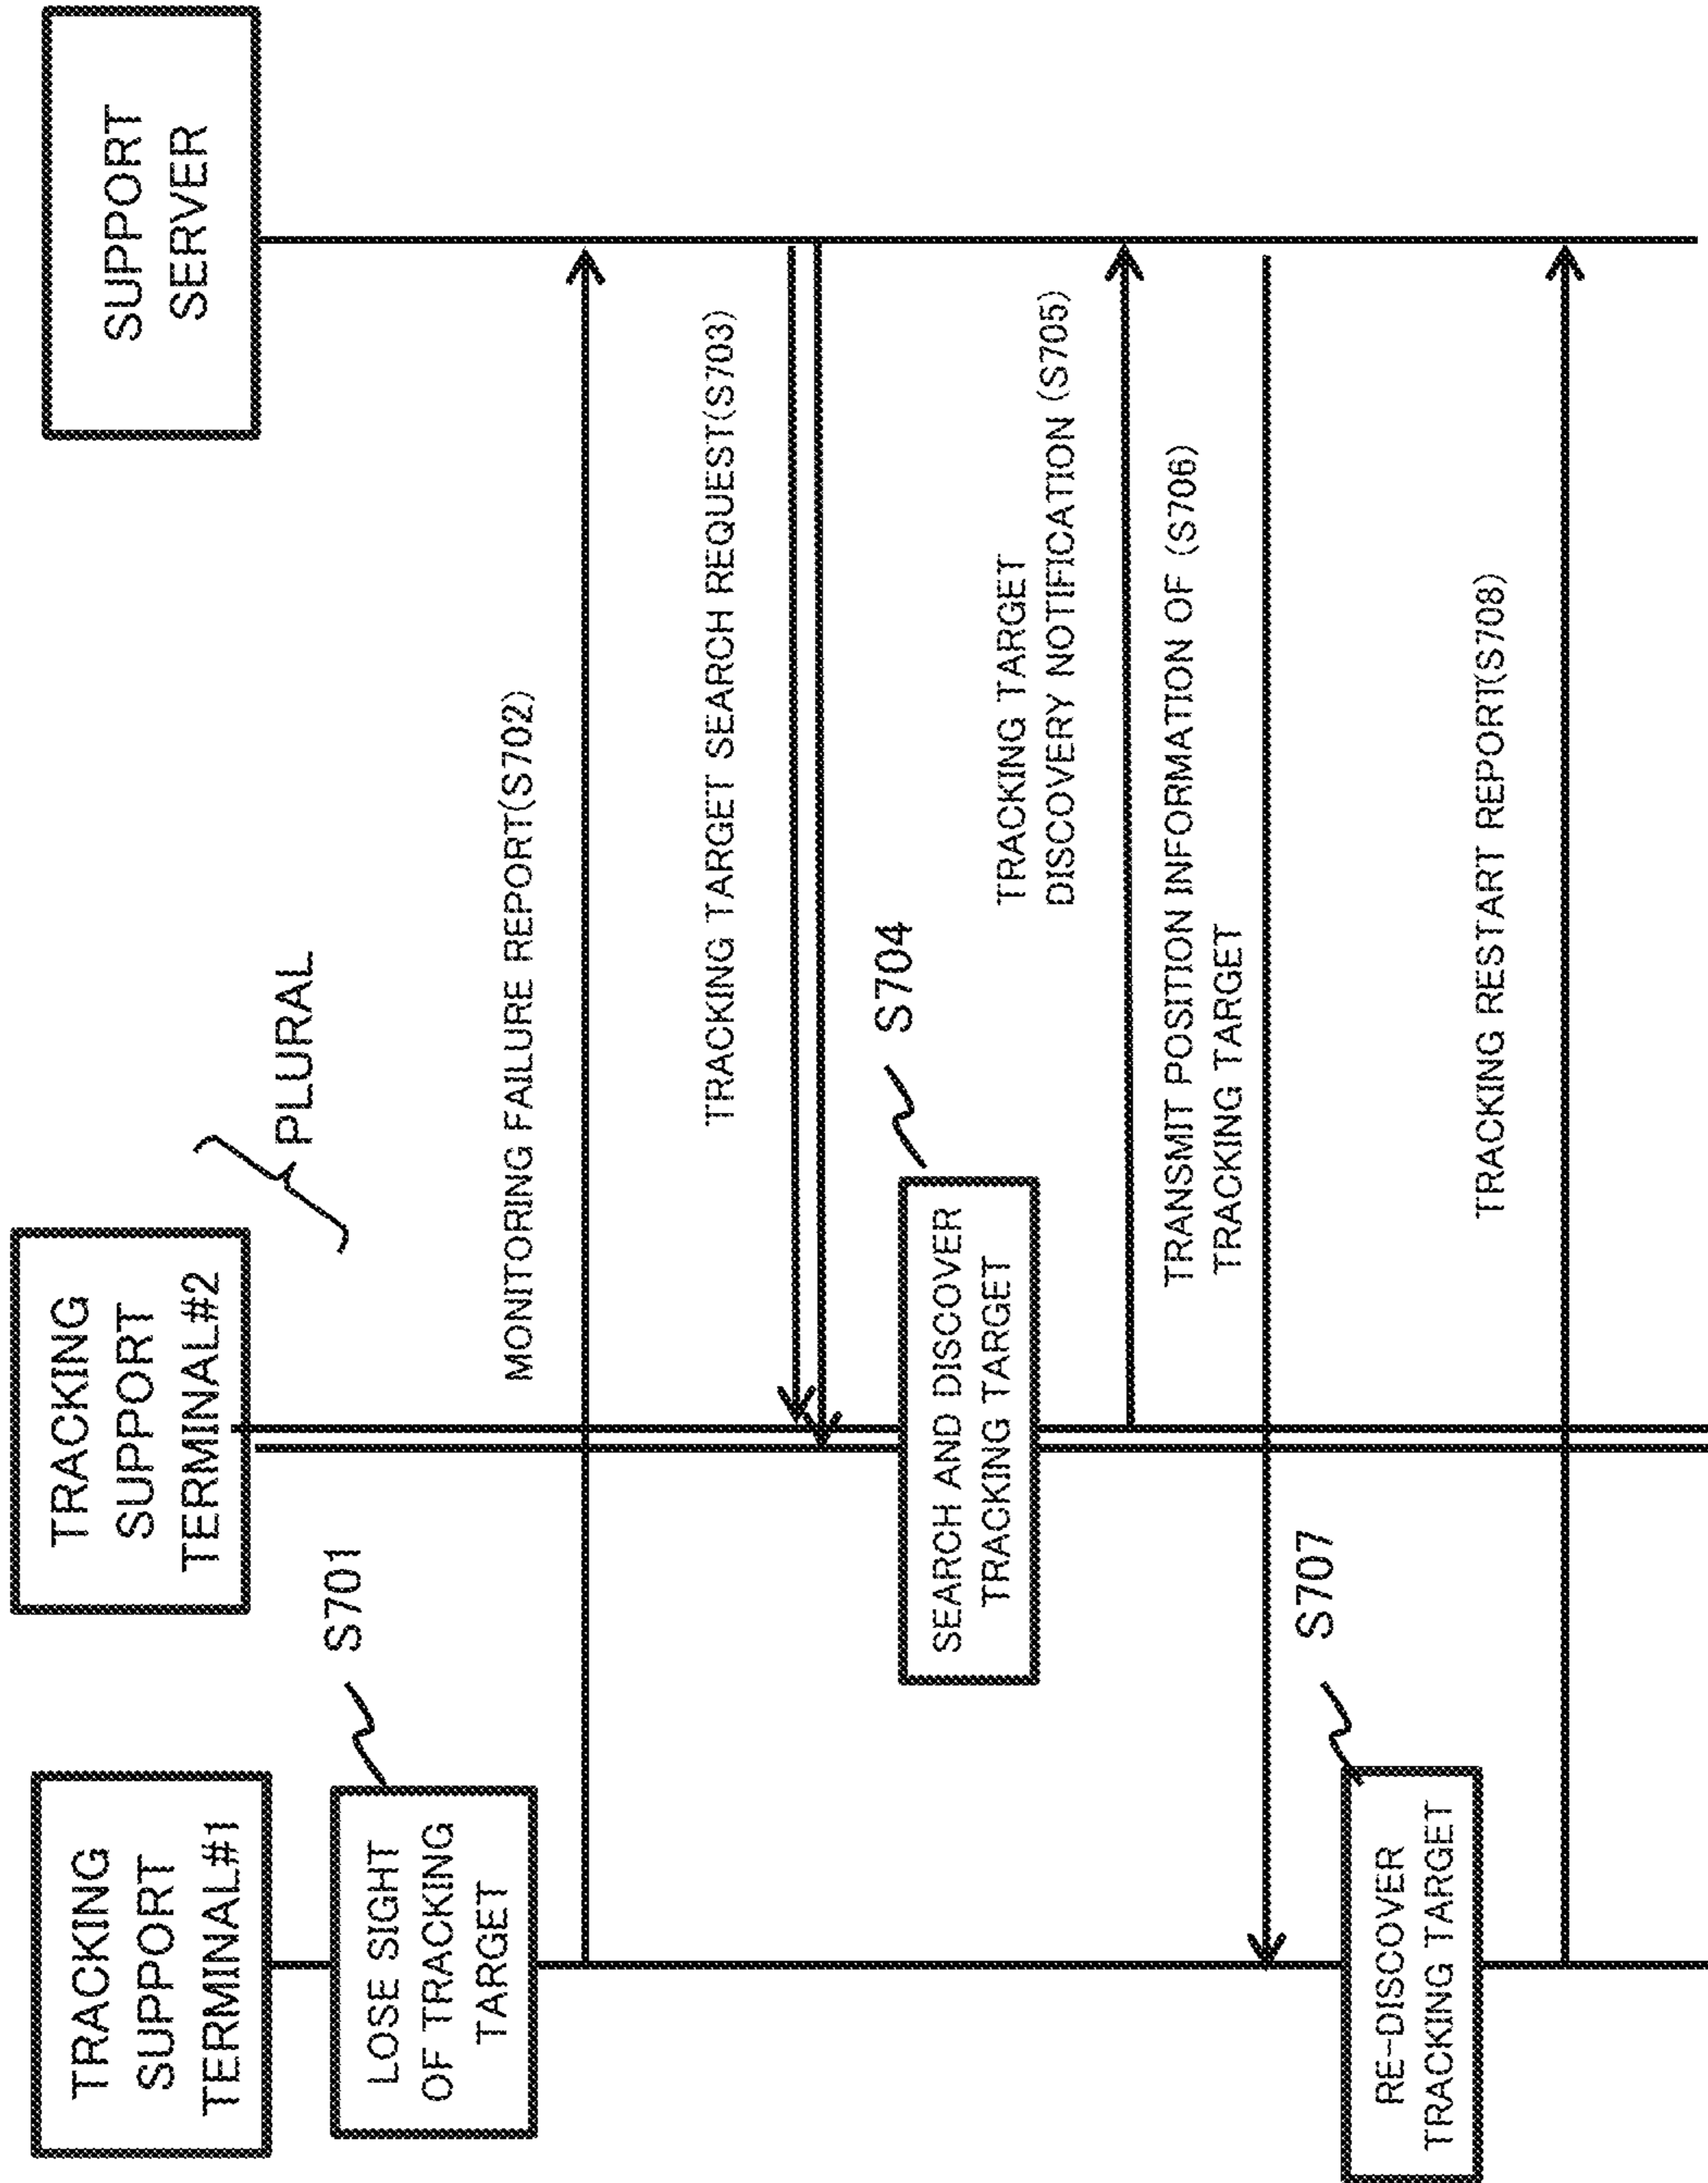 TRACKING
SUPPORT
TERMINAL#1
TRACKING
SUPPORT
TERMINAL#2
PLURAL
SUPPORT
SERVER
LOSE SIGHT
OF TRACKING
TARGET
S701
MONITORING FAILURE REPORT(S702)
TRACKING TARGET SEARCH REQUEST(S703)
SEARCH AND DISCOVER
TRACKING TARGET
S704
TRACKING TARGET
DISCOVERY NOTIFICATION (S705)
TRANSMIT POSITION INFORMATION OF (S706)
TRACKING TARGET
RE-DISCOVER
TRACKING TARGET
S707
TRACKING RESTART REPORT(S708)